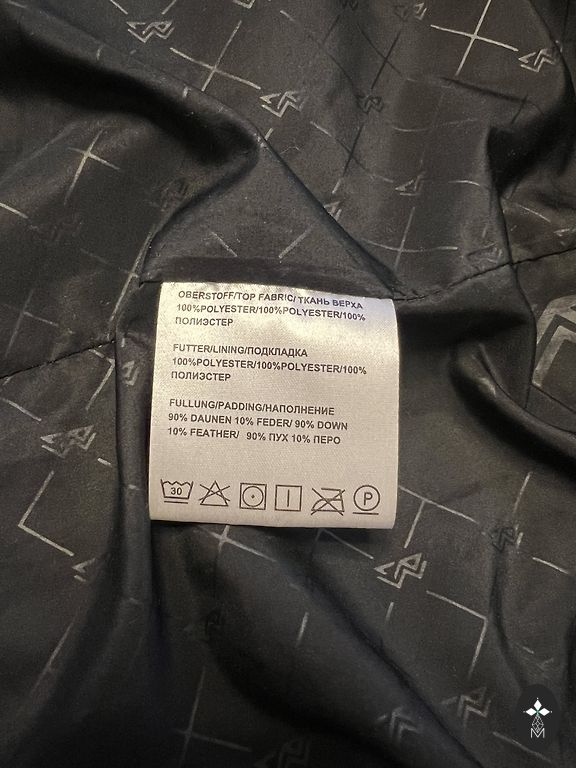 OBERSTOFF/TOP FABRIC/ ТКАНЬ ВЕРХА
100%POLYESTER/100%POLYESTER/100%
ПОЛИЭСТЕР
FUTTER/LINING/ПОДКЛАДКА
100%POLYESTER/100%POLYESTER/100%
ПОЛИЭСТЕР
FULLUNG/PADDING/НАПОЛНЕНИЕ
90% DAUNEN 10% FEDER/ 90% DOWN
10% FEATHER/ 90% ПУХ 10% ПЕРО
30 P
M